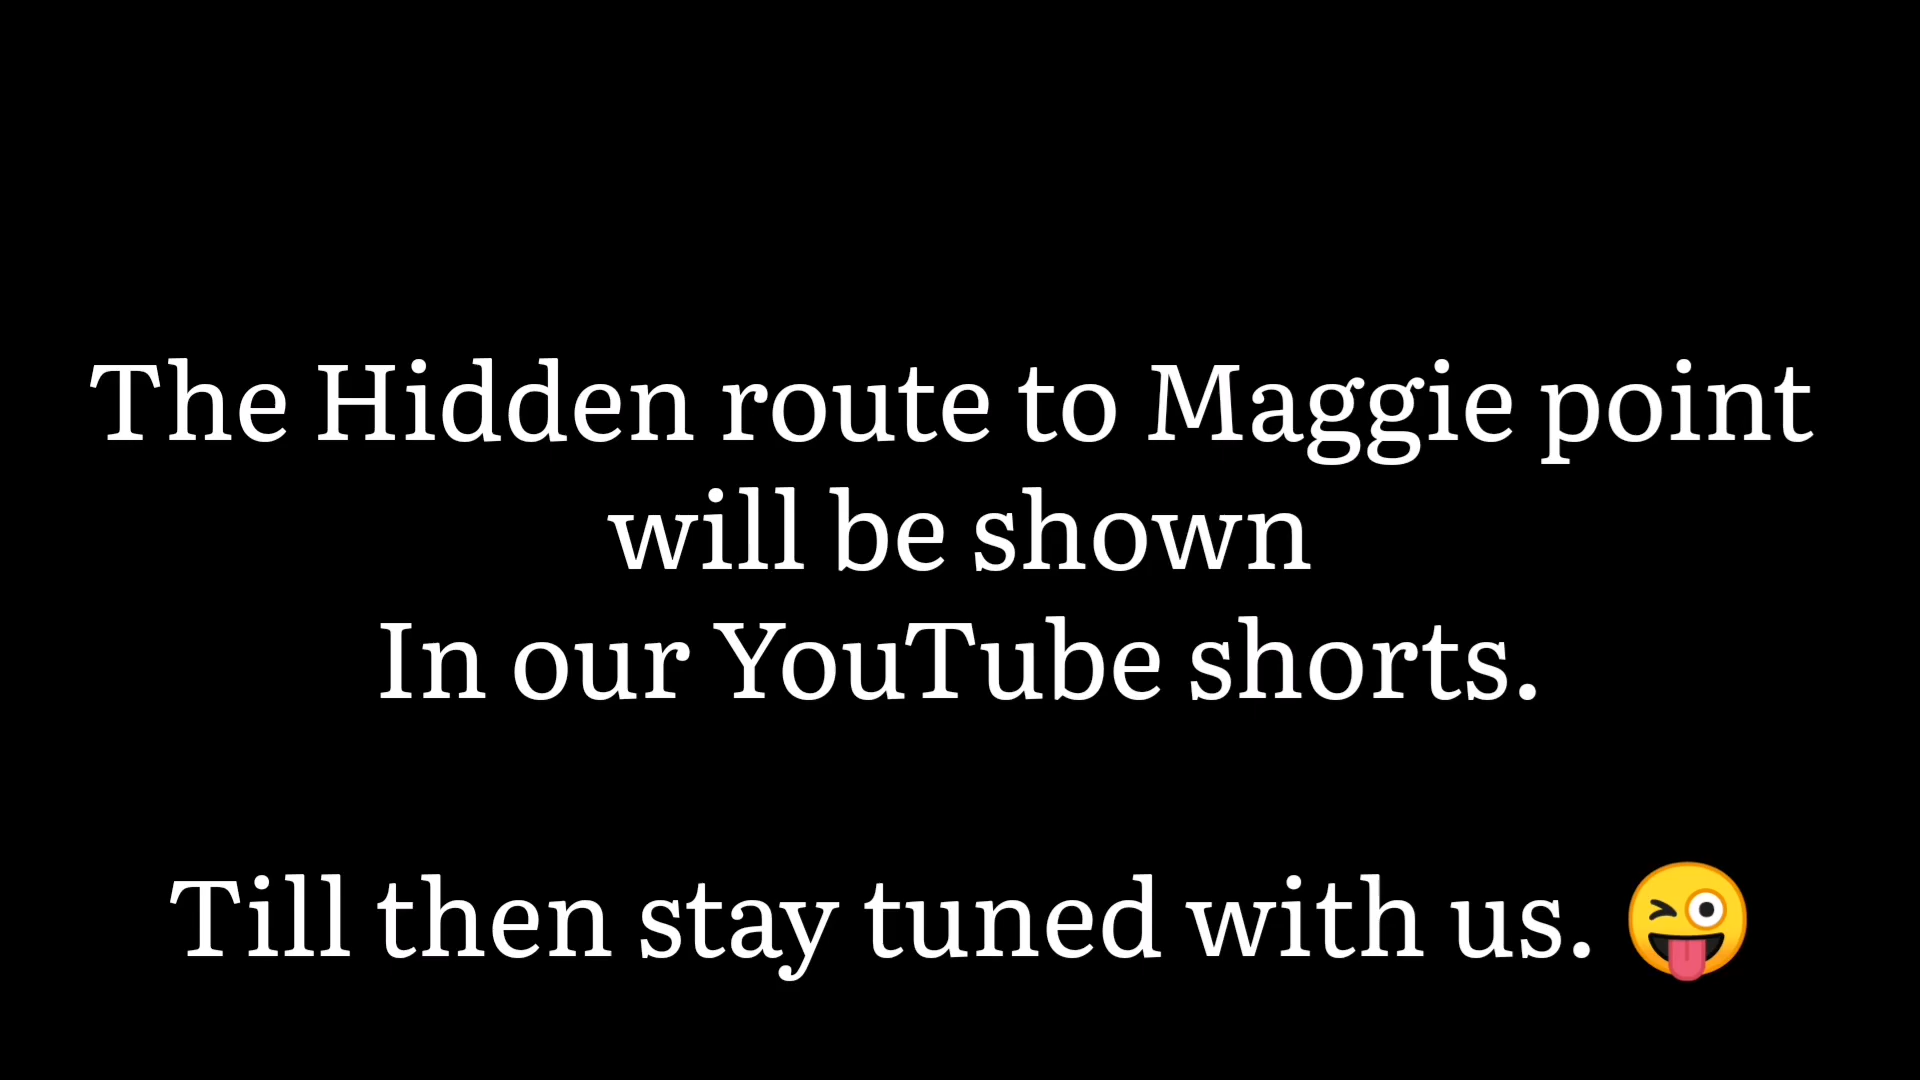 The Hidden route to Maggie point
will be shown
In our YouTube shorts.
Till then stay tuned with us. 😜